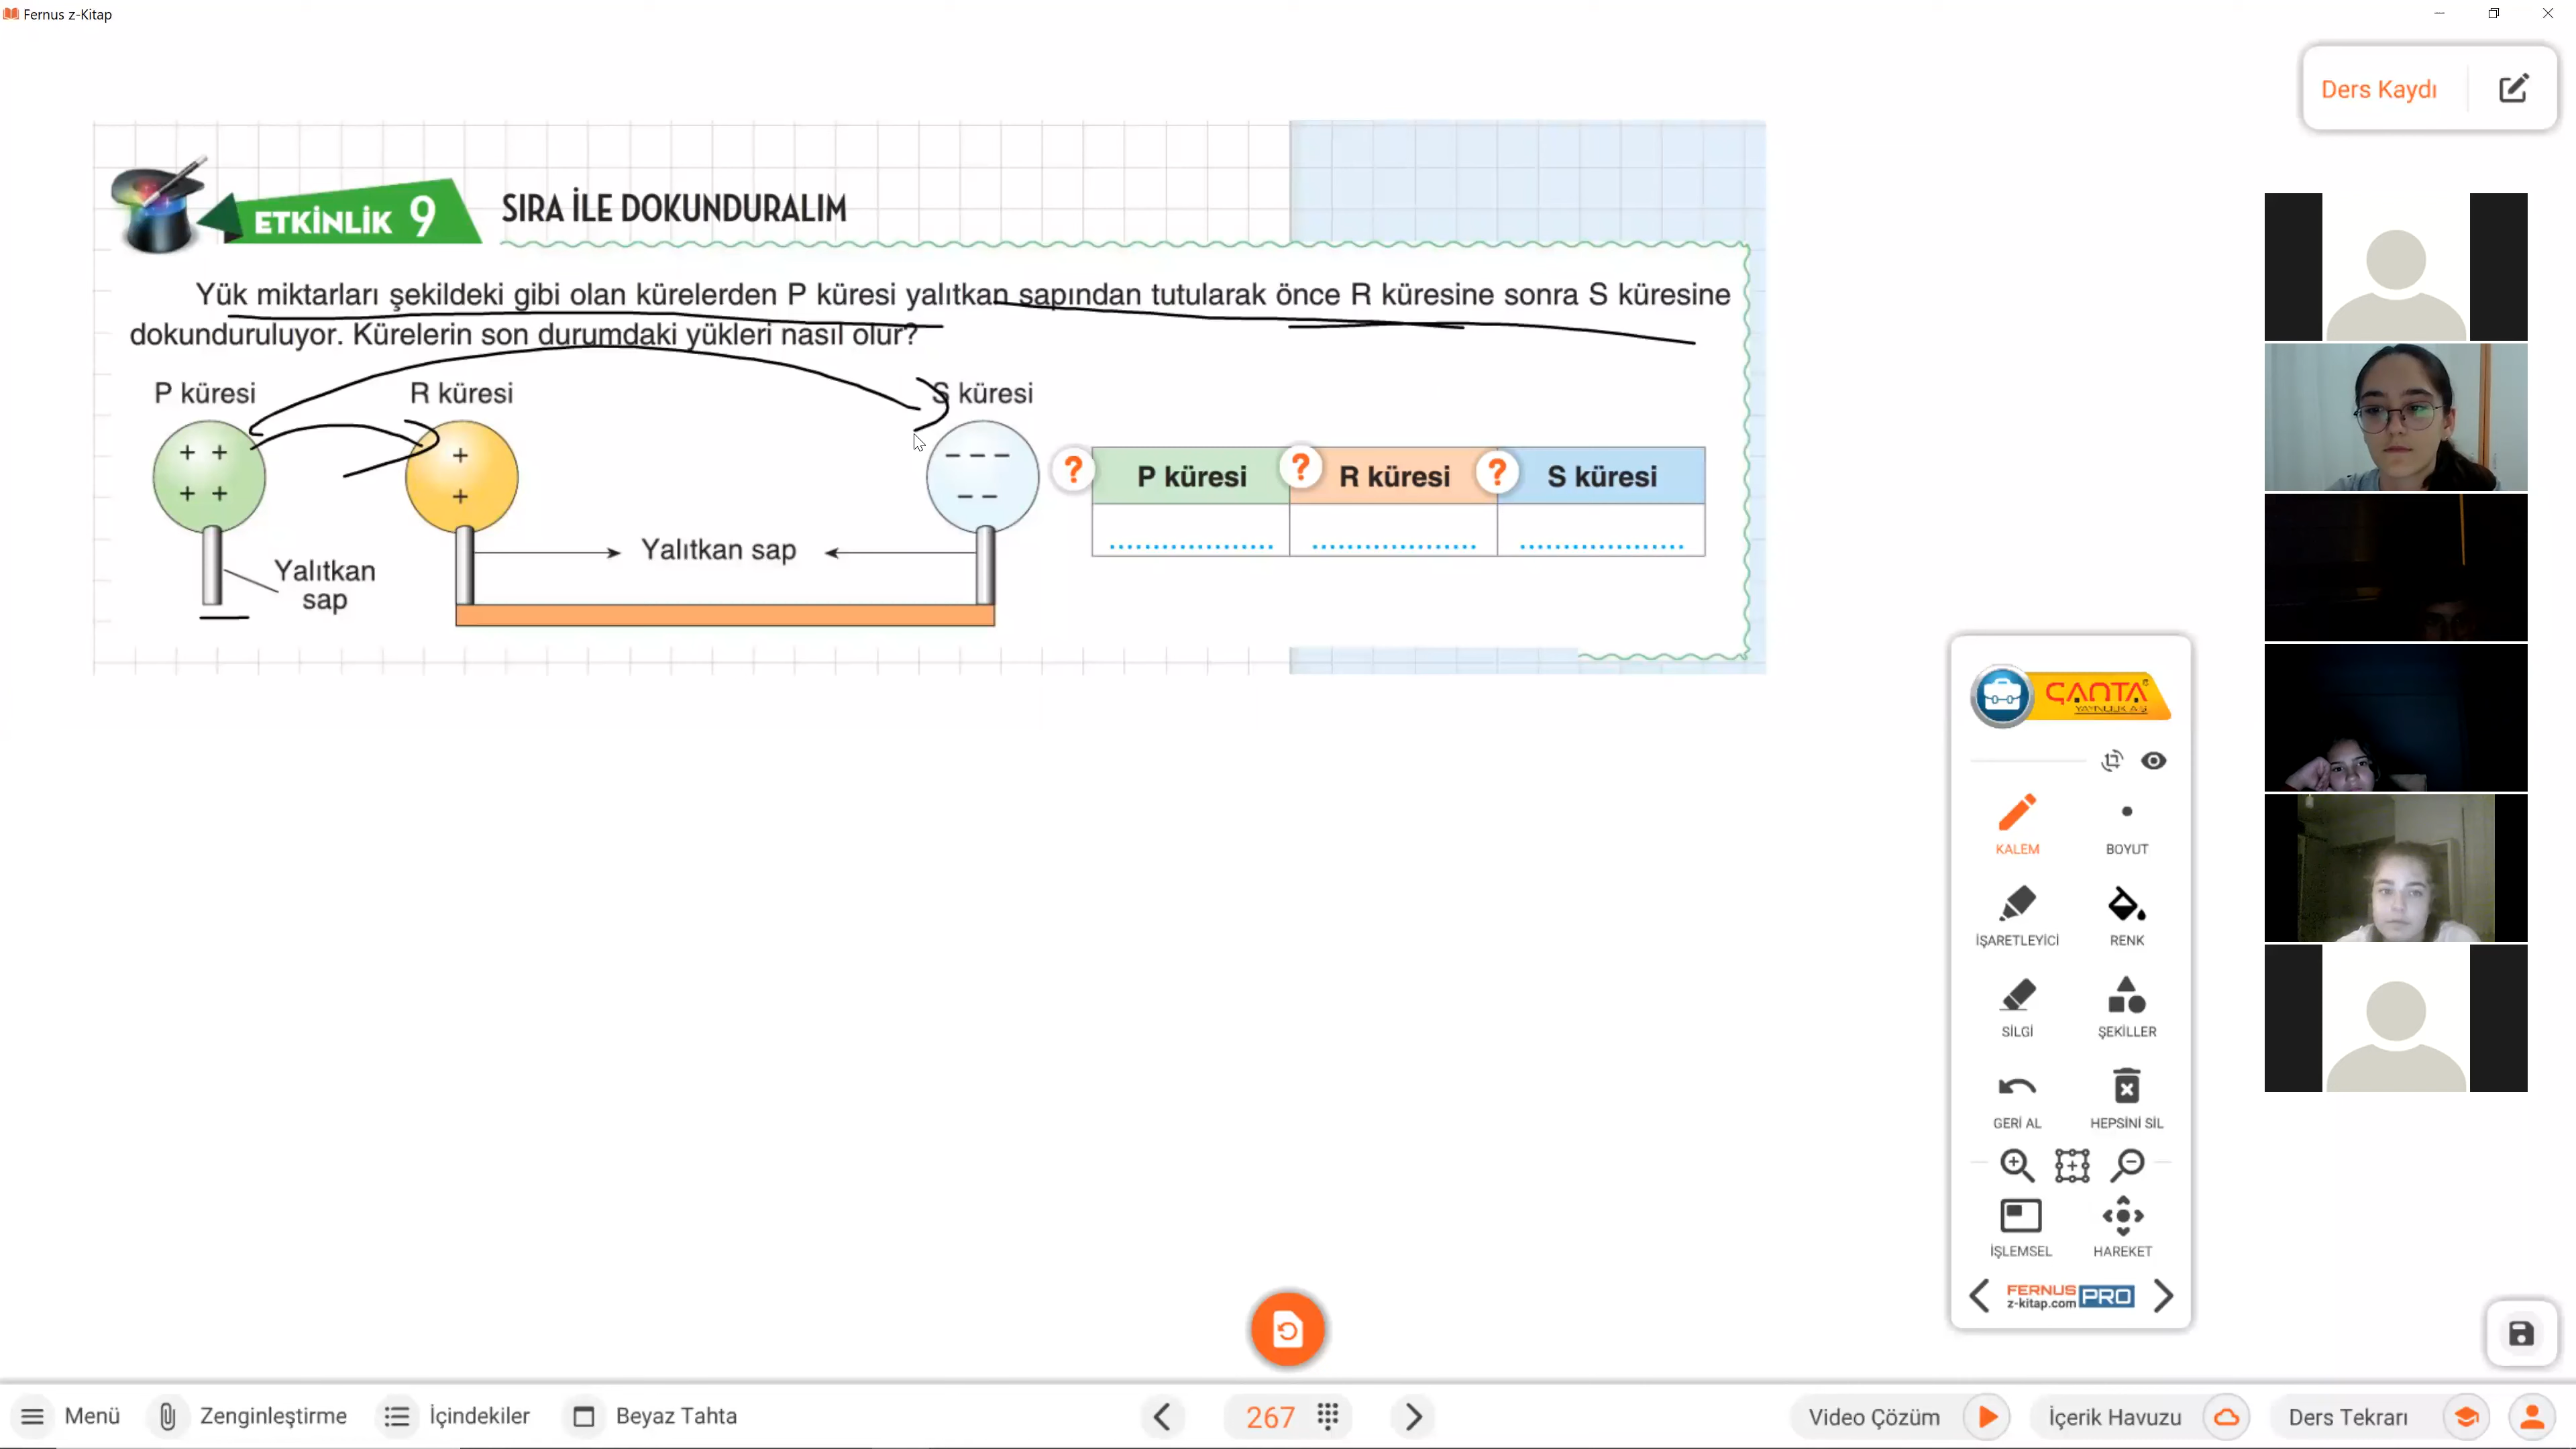 Fernus z-Kitap
Ders Kaydı
ETKİNLİK 9
SIRA İLE DOKUNDURALIM
Yük miktarları şekildeki gibi olan kürelerden P küresi yalıtkan sapından tutularak önce R küresine sonra S küresine
dokunduruluyor. Kürelerin son durumdaki yükleri nasıl olur?
P küresi
R küresi
S küresi
+ +
+ +
+
+
− − −
− −
Yalıtkan sap
Yalıtkan
sap
? P küresi ? R küresi ? S küresi
.................... .................... ....................
ÇANTA
YAYINCILIK A.Ş.
KALEM
BOYUT
İŞARETLEYİCİ
RENK
SİLGİ
ŞEKİLLER
GERİ AL
HEPSİNİ SİL
İŞLEMSEL
HAREKET
FERNUS
z-kitap.com
PRO
Menü
Zenginleştirme
İçindekiler
Beyaz Tahta
267
Video Çözüm
İçerik Havuzu
Ders Tekrarı